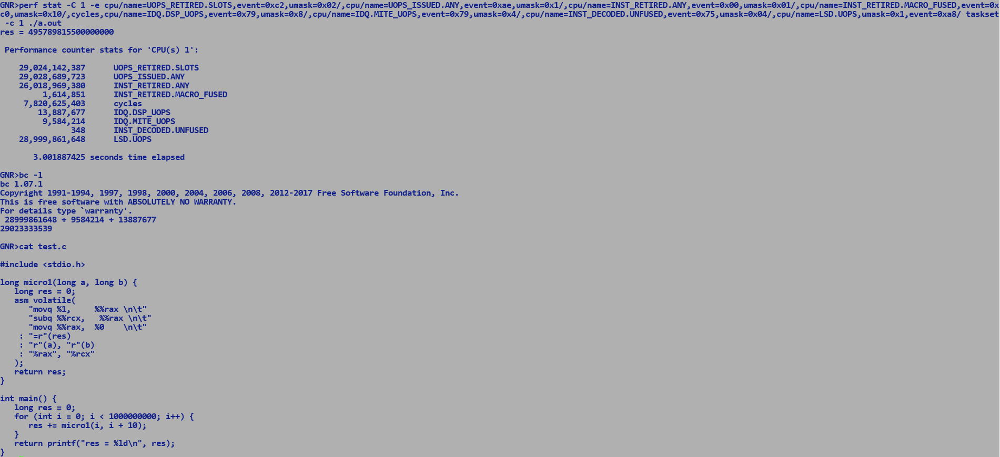 GNR>perf stat -C 1 -e cpu/name=UOPS_RETIRED.SLOTS,event=0xc2,umask=0x02/,cpu/name=UOPS_ISSUED.ANY,event=0xae,umask=0x1/,cpu/name=INST_RETIRED.ANY,event=0x00,umask=0x01/,cpu/name=INST_RETIRED.MACRO_FUSED,event=0x
c0,umask=0x10/,cycles,cpu/name=IDQ.DSP_UOPS,event=0x79,umask=0x8/,cpu/name=IDQ.MITE_UOPS,event=0x79,umask=0x4/,cpu/name=INST_DECODED.UNFUSED,event=0x75,umask=0x04/,cpu/name=LSD.UOPS,umask=0x1,event=0xa8/ taskset
 -c 1 ./a.out
res = 495789815500000000

 Performance counter stats for 'CPU(s) 1':

    29,024,142,387      UOPS_RETIRED.SLOTS
    29,028,689,723      UOPS_ISSUED.ANY
    26,018,969,380      INST_RETIRED.ANY
         1,614,851      INST_RETIRED.MACRO_FUSED
     7,820,625,403      cycles
        13,887,677      IDQ.DSP_UOPS
         9,584,214      IDQ.MITE_UOPS
               348      INST_DECODED.UNFUSED
    28,999,861,648      LSD.UOPS

       3.001887425 seconds time elapsed

GNR>bc -l
bc 1.07.1
Copyright 1991-1994, 1997, 1998, 2000, 2004, 2006, 2008, 2012-2017 Free Software Foundation, Inc.
This is free software with ABSOLUTELY NO WARRANTY.
For details type `warranty'.
 28999861648 + 9584214 + 13887677
29023333539

GNR>cat test.c

#include <stdio.h>

long micro1(long a, long b) {
   long res = 0;
   asm volatile(
      "movq %1,     %%rax \n\t"
      "subq %%rcx,   %%rax \n\t"
      "movq %%rax,  %0    \n\t"
    : "=r"(res)
    : "r"(a), "r"(b)
    : "%rax", "%rcx"
   );
   return res;
}

int main() {
   long res = 0;
   for (int i = 0; i < 1000000000; i++) {
      res += micro1(i, i + 10);
   }
   return printf("res = %ld\n", res);
}